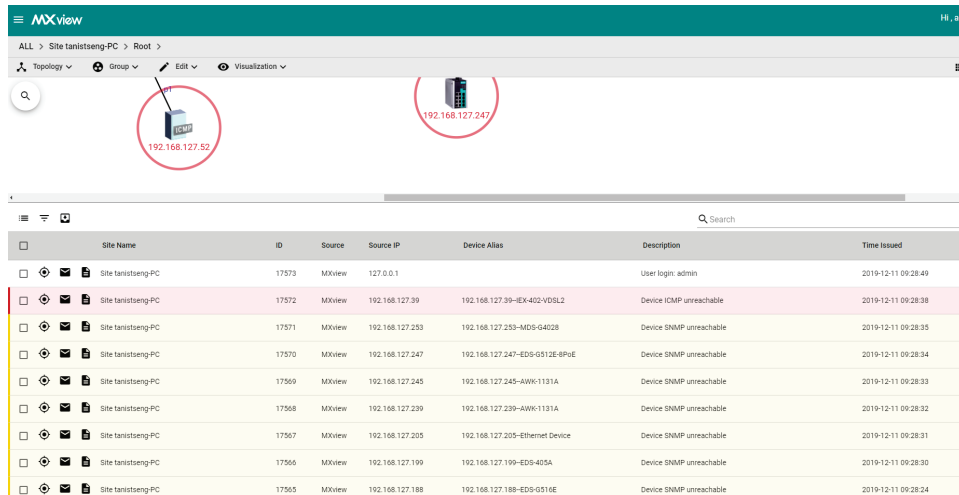 MXview
Hi , a
ALL > Site tanistseng-PC > Root >
Topology Group Edit Visualization
p1
ICMP
192.168.127.52
192.168.127.247
Search
Site Name ID Source Source IP Device Alias Description Time Issued
Site tanistseng-PC 17573 MXview 127.0.0.1 User login: admin 2019-12-11 09:28:49
Site tanistseng-PC 17572 MXview 192.168.127.39 192.168.127.39–IEX-402-VDSL2 Device ICMP unreachable 2019-12-11 09:28:38
Site tanistseng-PC 17571 MXview 192.168.127.253 192.168.127.253–MDS-G4028 Device SNMP unreachable 2019-12-11 09:28:35
Site tanistseng-PC 17570 MXview 192.168.127.247 192.168.127.247–EDS-G512E-8PoE Device SNMP unreachable 2019-12-11 09:28:34
Site tanistseng-PC 17569 MXview 192.168.127.245 192.168.127.245–AWK-1131A Device SNMP unreachable 2019-12-11 09:28:33
Site tanistseng-PC 17568 MXview 192.168.127.239 192.168.127.239–AWK-1131A Device SNMP unreachable 2019-12-11 09:28:32
Site tanistseng-PC 17567 MXview 192.168.127.205 192.168.127.205–Ethernet Device Device SNMP unreachable 2019-12-11 09:28:31
Site tanistseng-PC 17566 MXview 192.168.127.199 192.168.127.199–EDS-405A Device SNMP unreachable 2019-12-11 09:28:30
Site tanistseng-PC 17565 MXview 192.168.127.188 192.168.127.188–EDS-G516E Device SNMP unreachable 2019-12-11 09:28:24